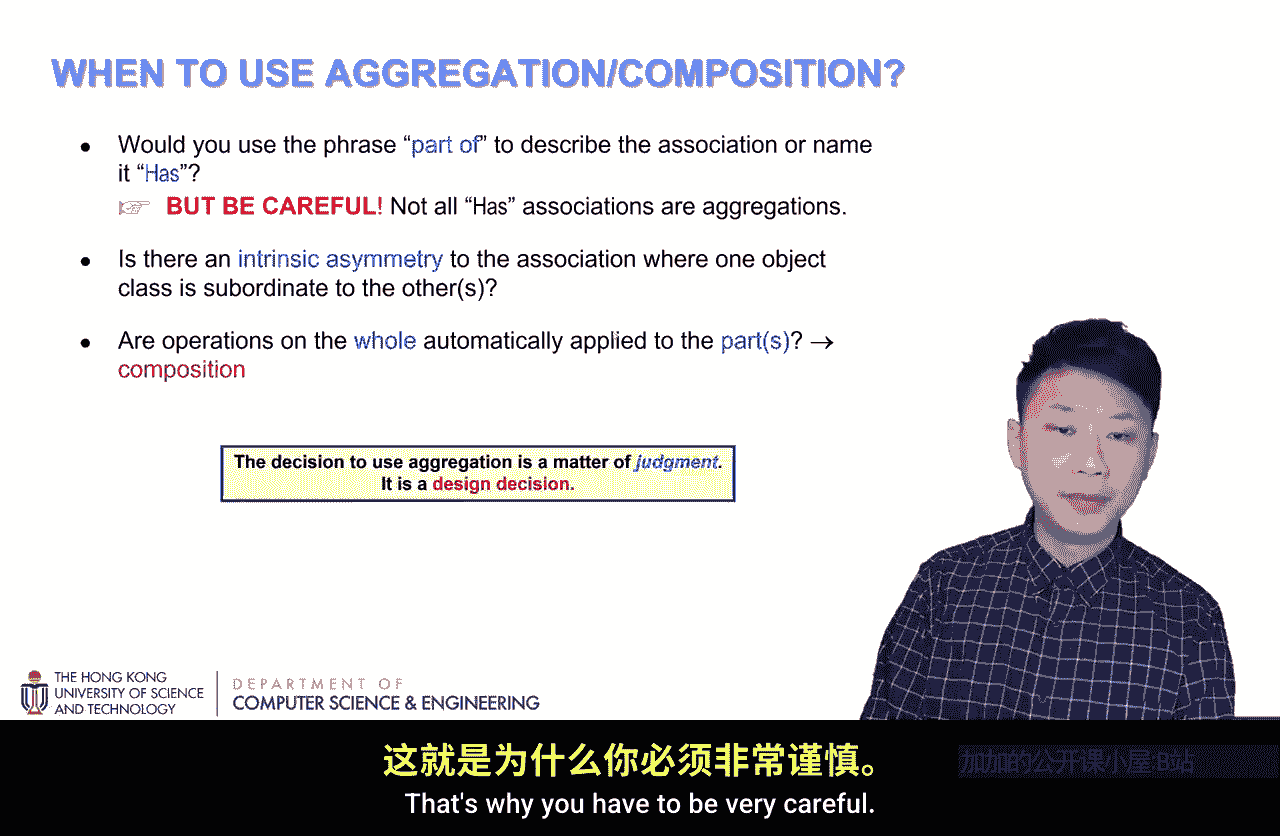 WHEN TO USE AGGREGATION/COMPOSITION?
● Would you use the phrase “part of” to describe the association or name
it “Has”?
☞ BUT BE CAREFUL! Not all “Has” associations are aggregations.
● Is there an intrinsic asymmetry to the association where one object
class is subordinate to the other(s)?
● Are operations on the whole automatically applied to the part(s)? →
composition
The decision to use aggregation is a matter of judgment.
It is a design decision.
THE HONG KONG
UNIVERSITY OF SCIENCE
AND TECHNOLOGY
DEPARTMENT OF
COMPUTER SCIENCE & ENGINEERING
这就是为什么你必须非常谨慎。
加加的公开课小屋 B站
That's why you have to be very careful.